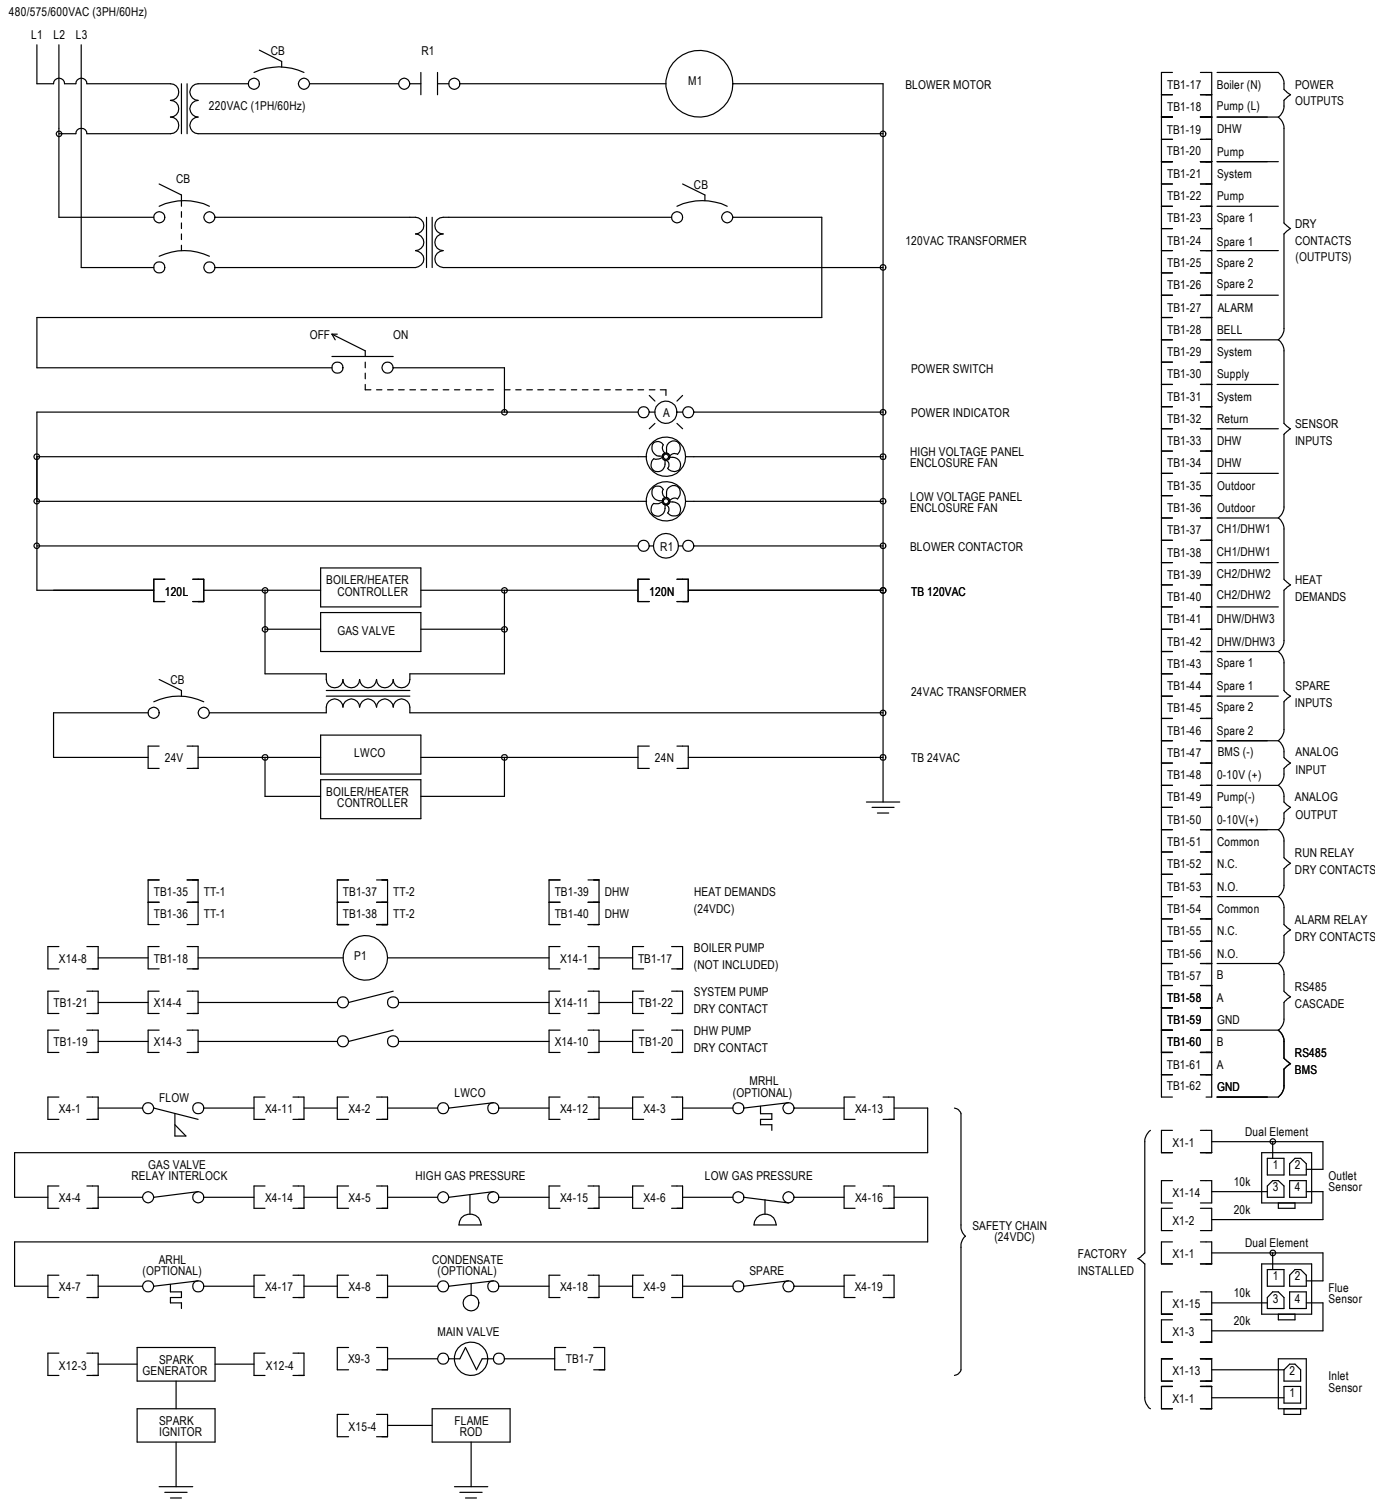 480/575/600VAC (3PH/60Hz)
L1 L2 L3
CB
R1
M1
BLOWER MOTOR
220VAC (1PH/60Hz)
CB
CB
120VAC TRANSFORMER
OFF ON
POWER SWITCH
A
POWER INDICATOR
HIGH VOLTAGE PANEL
ENCLOSURE FAN
LOW VOLTAGE PANEL
ENCLOSURE FAN
R1
BLOWER CONTACTOR
120L
BOILER/HEATER
CONTROLLER
120N
TB 120VAC
GAS VALVE
CB
24VAC TRANSFORMER
24V
LWCO
24N
TB 24VAC
BOILER/HEATER
CONTROLLER
TB1-35 TT-1
TB1-36 TT-1
TB1-37 TT-2
TB1-38 TT-2
TB1-39 DHW
TB1-40 DHW
HEAT DEMANDS
(24VDC)
X14-8 TB1-18 P1 X14-1 TB1-17
BOILER PUMP
(NOT INCLUDED)
TB1-21 X14-4 X14-11 TB1-22
SYSTEM PUMP
DRY CONTACT
TB1-19 X14-3 X14-10 TB1-20
DHW PUMP
DRY CONTACT
X4-1 FLOW X4-11 X4-2 LWCO X4-12 X4-3
MRHL
(OPTIONAL)
X4-13
X4-4
GAS VALVE
RELAY INTERLOCK
X4-14 X4-5 HIGH GAS PRESSURE X4-15 X4-6 LOW GAS PRESSURE X4-16
SAFETY CHAIN
(24VDC)
X4-7
ARHL
(OPTIONAL)
X4-17 X4-8
CONDENSATE
(OPTIONAL)
X4-18 X4-9 SPARE X4-19
X12-3
SPARK
GENERATOR
X12-4
X9-3 MAIN VALVE TB1-7
SPARK
IGNITOR
X15-4
FLAME
ROD
TB1-17 Boiler (N)
TB1-18 Pump (L)
POWER
OUTPUTS
TB1-19 DHW
TB1-20 Pump
TB1-21 System
TB1-22 Pump
TB1-23 Spare 1
TB1-24 Spare 1
TB1-25 Spare 2
TB1-26 Spare 2
TB1-27 ALARM
TB1-28 BELL
DRY
CONTACTS
(OUTPUTS)
TB1-29 System
TB1-30 Supply
TB1-31 System
TB1-32 Return
TB1-33 DHW
TB1-34 DHW
TB1-35 Outdoor
TB1-36 Outdoor
SENSOR
INPUTS
TB1-37 CH1/DHW1
TB1-38 CH1/DHW1
TB1-39 CH2/DHW2
TB1-40 CH2/DHW2
TB1-41 DHW/DHW3
TB1-42 DHW/DHW3
HEAT
DEMANDS
TB1-43 Spare 1
TB1-44 Spare 1
TB1-45 Spare 2
TB1-46 Spare 2
SPARE
INPUTS
TB1-47 BMS (-)
TB1-48 0-10V (+)
ANALOG
INPUT
TB1-49 Pump(-)
TB1-50 0-10V(+)
ANALOG
OUTPUT
TB1-51 Common
TB1-52 N.C.
TB1-53 N.O.
RUN RELAY
DRY CONTACTS
TB1-54 Common
TB1-55 N.C.
TB1-56 N.O.
ALARM RELAY
DRY CONTACTS
TB1-57 B
TB1-58 A
TB1-59 GND
RS485
CASCADE
TB1-60 B
TB1-61 A
TB1-62 GND
RS485
BMS
FACTORY
INSTALLED
X1-1 Dual Element
1 2
X1-14 10k 3 4
X1-2 20k
Outlet
Sensor
X1-1 Dual Element
1 2
X1-15 10k 3 4
X1-3 20k
Flue
Sensor
X1-13 2
X1-1 1
Inlet
Sensor